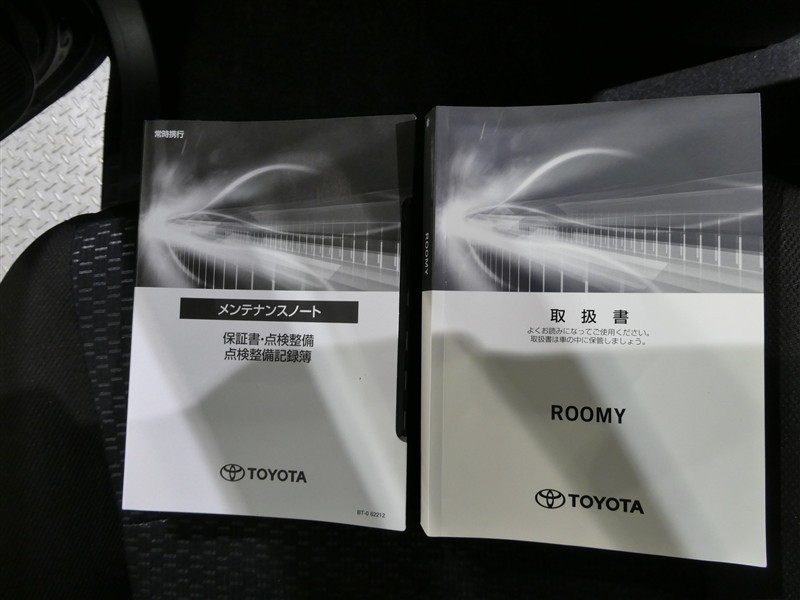 常時携行
メンテナンスノート
保証書・点検整備
点検整備記録簿
TOYOTA
BT-0 62212
ROOMY
取扱書
よくお読みになってご使用ください。
取扱書は車の中に保管しましょう。
ROOMY
TOYOTA